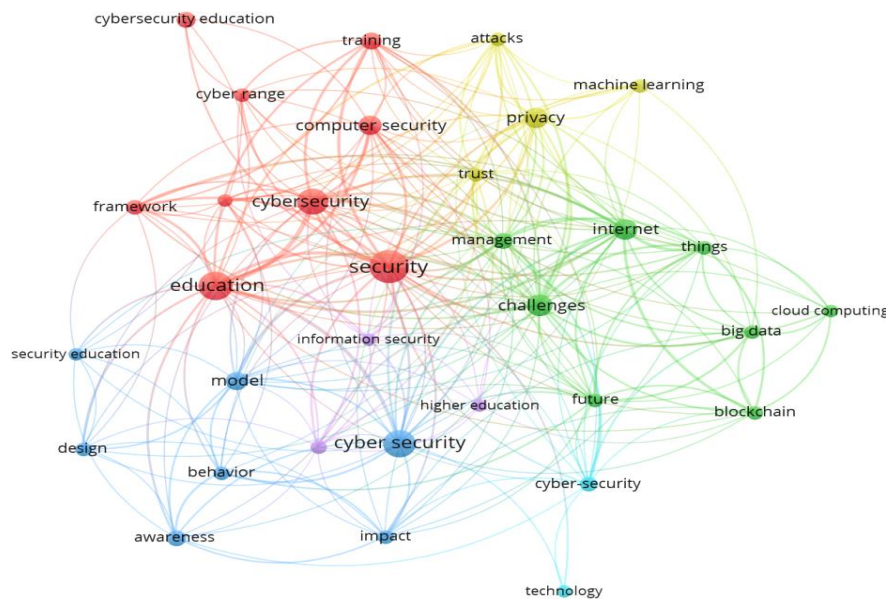 cybersecurity education
training
attacks
machine learning
cyber range
computer security
privacy
trust
framework
cybersecurity
management
internet
things
security
education
challenges
cloud computing
big data
information security
security education
model
higher education
future
blockchain
cyber security
design
behavior
cyber-security
awareness
impact
technology